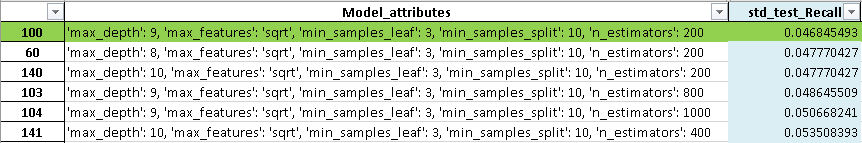 Model_attributes std_test_Recall
100 'max_depth': 9, 'max_features': 'sqrt', 'min_samples_leaf': 3, 'min_samples_split': 10, 'n_estimators': 200 0.046845493
60 'max_depth': 8, 'max_features': 'sqrt', 'min_samples_leaf': 3, 'min_samples_split': 10, 'n_estimators': 200 0.047770427
140 'max_depth': 10, 'max_features': 'sqrt', 'min_samples_leaf': 3, 'min_samples_split': 10, 'n_estimators': 200 0.047770427
103 'max_depth': 9, 'max_features': 'sqrt', 'min_samples_leaf': 3, 'min_samples_split': 10, 'n_estimators': 800 0.048645509
104 'max_depth': 9, 'max_features': 'sqrt', 'min_samples_leaf': 3, 'min_samples_split': 10, 'n_estimators': 1000 0.050668241
141 'max_depth': 10, 'max_features': 'sqrt', 'min_samples_leaf': 3, 'min_samples_split': 10, 'n_estimators': 400 0.053508393